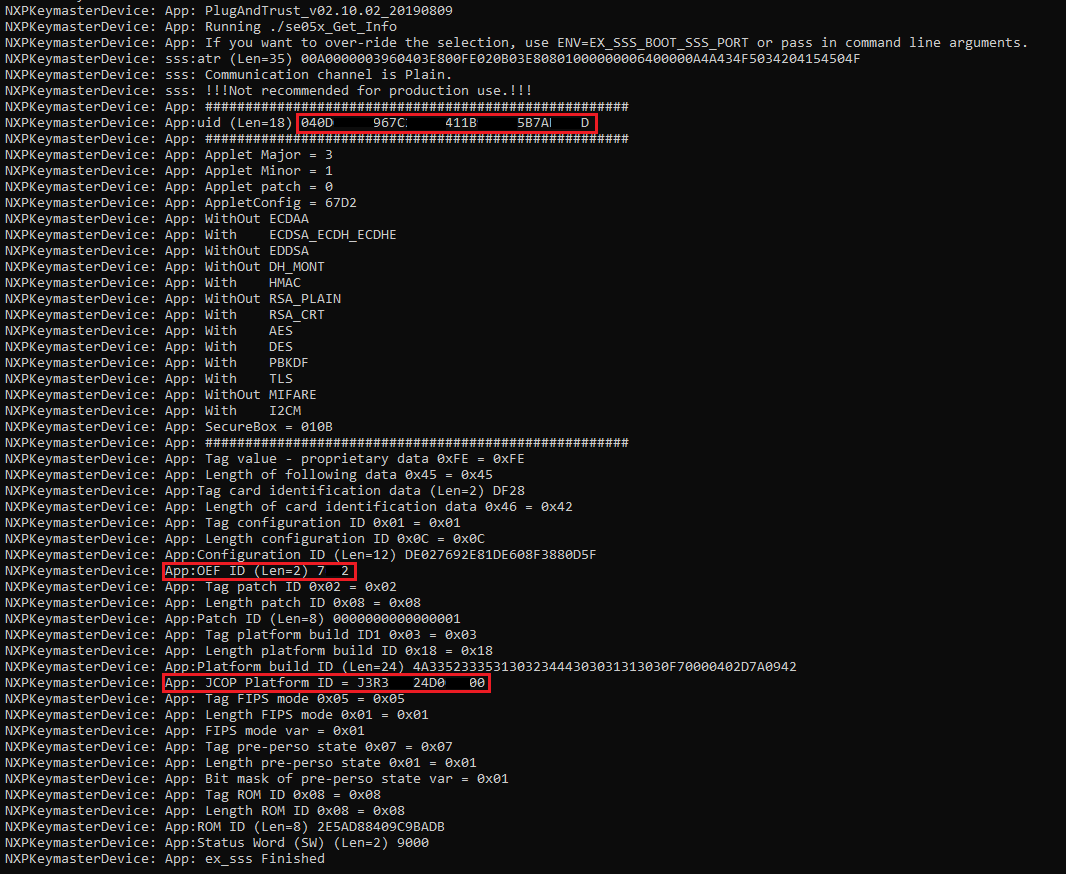 NXPKeymasterDevice: App: PlugAndTrust_v02.10.02_20190809
NXPKeymasterDevice: App: Running ./se05x_Get_Info
NXPKeymasterDevice: App: If you want to over-ride the selection, use ENV=EX_SSS_BOOT_SSS_PORT or pass in command line arguments.
NXPKeymasterDevice: sss:atr (Len=35) 00A0000003960403E800FE020B03E80801000000006400000A4A434F5034204154504F
NXPKeymasterDevice: sss: Communication channel is Plain.
NXPKeymasterDevice: sss: !!!Not recommended for production use.!!!
NXPKeymasterDevice: App: #####################################################
NXPKeymasterDevice: App:uid (Len=18) 040D 967C 411B 5B7A D
NXPKeymasterDevice: App: #####################################################
NXPKeymasterDevice: App: Applet Major = 3
NXPKeymasterDevice: App: Applet Minor = 1
NXPKeymasterDevice: App: Applet patch = 0
NXPKeymasterDevice: App: AppletConfig = 67D2
NXPKeymasterDevice: App: WithOut ECDAA
NXPKeymasterDevice: App: With    ECDSA_ECDH_ECDHE
NXPKeymasterDevice: App: WithOut EDDSA
NXPKeymasterDevice: App: WithOut DH_MONT
NXPKeymasterDevice: App: With    HMAC
NXPKeymasterDevice: App: WithOut RSA_PLAIN
NXPKeymasterDevice: App: With    RSA_CRT
NXPKeymasterDevice: App: With    AES
NXPKeymasterDevice: App: With    DES
NXPKeymasterDevice: App: With    PBKDF
NXPKeymasterDevice: App: With    TLS
NXPKeymasterDevice: App: WithOut MIFARE
NXPKeymasterDevice: App: With    I2CM
NXPKeymasterDevice: App: SecureBox = 010B
NXPKeymasterDevice: App: #####################################################
NXPKeymasterDevice: App: Tag value - proprietary data 0xFE = 0xFE
NXPKeymasterDevice: App: Length of following data 0x45 = 0x45
NXPKeymasterDevice: App:Tag card identification data (Len=2) DF28
NXPKeymasterDevice: App: Length of card identification data 0x46 = 0x42
NXPKeymasterDevice: App: Tag configuration ID 0x01 = 0x01
NXPKeymasterDevice: App: Length configuration ID 0x0C = 0x0C
NXPKeymasterDevice: App:Configuration ID (Len=12) DE027692E81DE608F3880D5F
NXPKeymasterDevice: App:OEF ID (Len=2) 7  2
NXPKeymasterDevice: App: Tag patch ID 0x02 = 0x02
NXPKeymasterDevice: App: Length patch ID 0x08 = 0x08
NXPKeymasterDevice: App:Patch ID (Len=8) 0000000000000001
NXPKeymasterDevice: App: Tag platform build ID1 0x03 = 0x03
NXPKeymasterDevice: App: Length platform build ID 0x18 = 0x18
NXPKeymasterDevice: App:Platform build ID (Len=24) 4A335233353130323444303031313030F70000402D7A0942
NXPKeymasterDevice: App: JCOP Platform ID = J3R3   24D0   00
NXPKeymasterDevice: App: Tag FIPS mode 0x05 = 0x05
NXPKeymasterDevice: App: Length FIPS mode 0x01 = 0x01
NXPKeymasterDevice: App: FIPS mode var = 0x01
NXPKeymasterDevice: App: Tag pre-perso state 0x07 = 0x07
NXPKeymasterDevice: App: Length pre-perso state 0x01 = 0x01
NXPKeymasterDevice: App: Bit mask of pre-perso state var = 0x01
NXPKeymasterDevice: App: Tag ROM ID 0x08 = 0x08
NXPKeymasterDevice: App: Length ROM ID 0x08 = 0x08
NXPKeymasterDevice: App:ROM ID (Len=8) 2E5AD88409C9BADB
NXPKeymasterDevice: App:Status Word (SW) (Len=2) 9000
NXPKeymasterDevice: App: ex_sss Finished